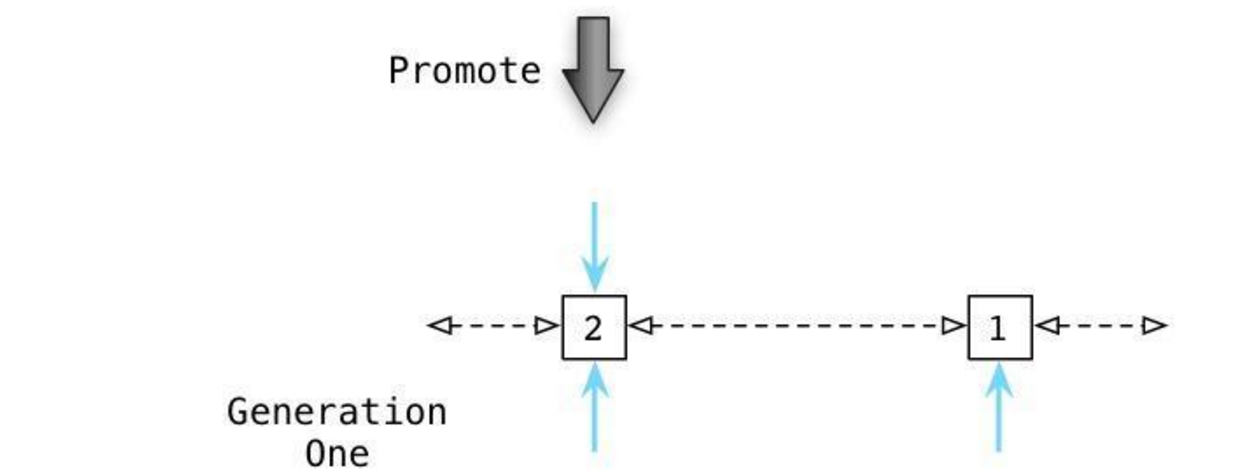 Promote
2
1
Generation
One